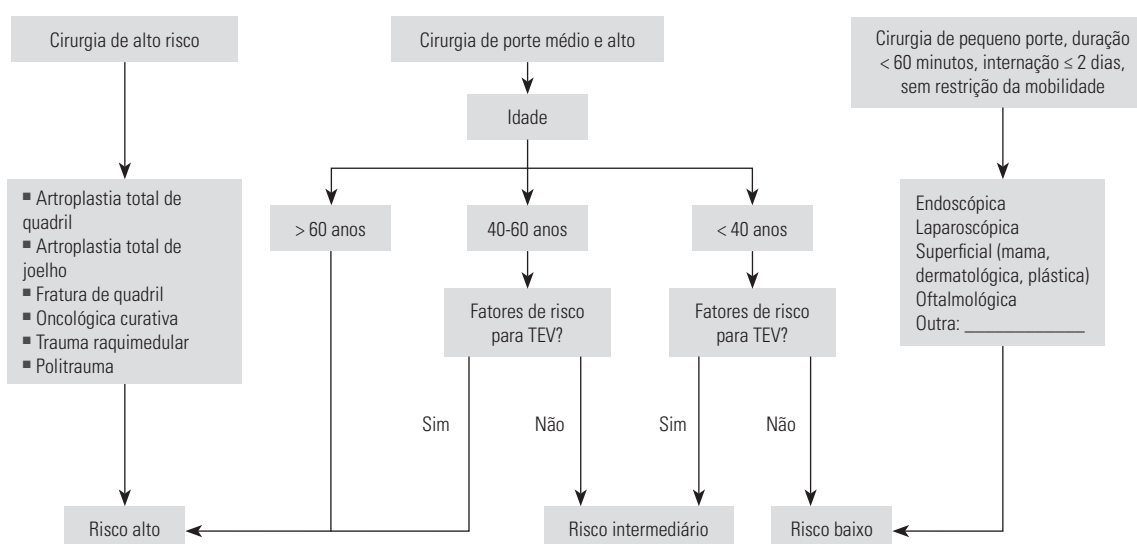 Cirurgia de alto risco
Cirurgia de porte médio e alto
Cirurgia de pequeno porte, duração
< 60 minutos, internação ≤ 2 dias,
sem restrição da mobilidade
Idade
■ Artroplastia total de
quadril
■ Artroplastia total de
joelho
■ Fratura de quadril
■ Oncológica curativa
■ Trauma raquimedular
■ Politrauma
> 60 anos
40-60 anos
< 40 anos
Endoscópica
Laparoscópica
Superficial (mama,
dermatológica, plástica)
Oftalmológica
Outra: ______________
Fatores de risco
para TEV?
Fatores de risco
para TEV?
Sim
Não
Sim
Não
Risco alto
Risco intermediário
Risco baixo